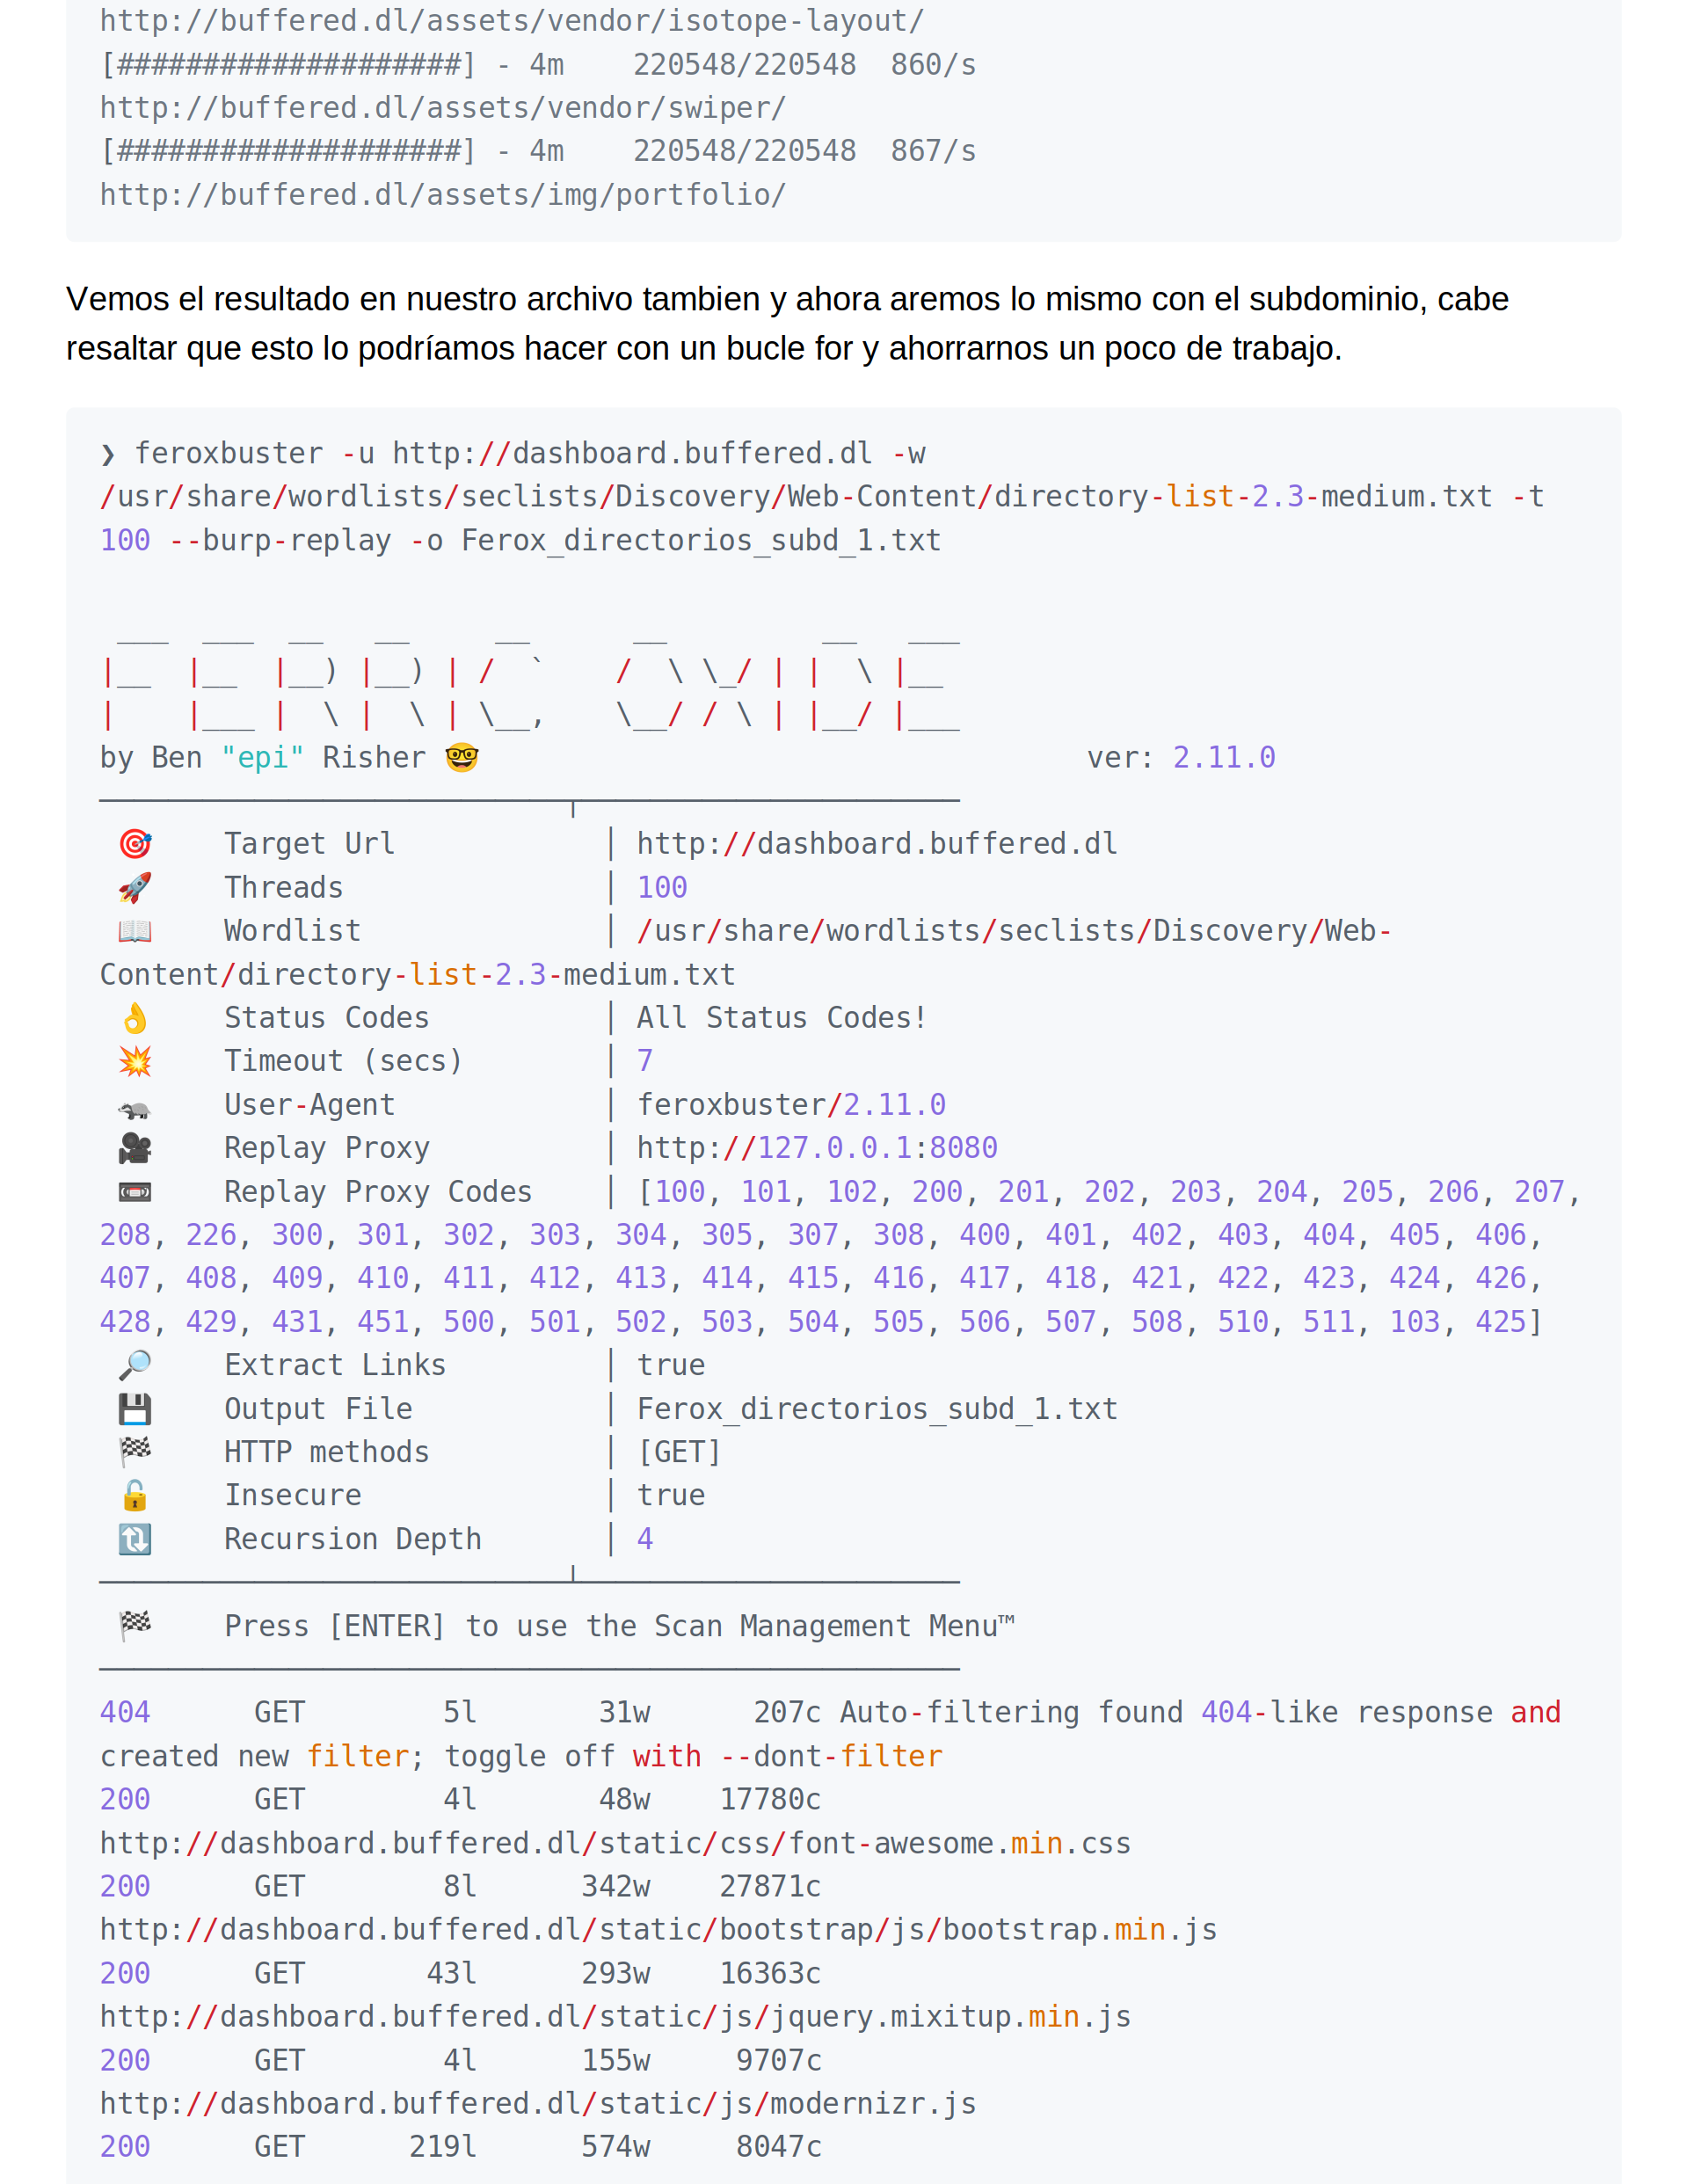 http://buffered.dl/assets/vendor/isotope-layout/
[####################] - 4m    220548/220548  860/s
http://buffered.dl/assets/vendor/swiper/
[####################] - 4m    220548/220548  867/s
http://buffered.dl/assets/img/portfolio/
Vemos el resultado en nuestro archivo tambien y ahora aremos lo mismo con el subdominio, cabe
resaltar que esto lo podríamos hacer con un bucle for y ahorrarnos un poco de trabajo.
❯ feroxbuster -u http://dashboard.buffered.dl -w
/usr/share/wordlists/seclists/Discovery/Web-Content/directory-list-2.3-medium.txt -t
100 --burp-replay -o Ferox_directorios_subd_1.txt
 ___  ___  __   __     __      __         __   ___
|__  |__  |__) |__) | /  `    /  \ \_/ | |  \ |__
|    |___ |  \ |  \ | \__,    \__/ / \ | |__/ |___
by Ben "epi" Risher 🤓                                   ver: 2.11.0
───────────────────────────┬──────────────────────
 🎯    Target Url            │ http://dashboard.buffered.dl
 🚀    Threads               │ 100
 📖    Wordlist              │ /usr/share/wordlists/seclists/Discovery/Web-
Content/directory-list-2.3-medium.txt
 👌    Status Codes          │ All Status Codes!
 💥    Timeout (secs)        │ 7
 🦡    User-Agent            │ feroxbuster/2.11.0
 🎥    Replay Proxy          │ http://127.0.0.1:8080
 📼    Replay Proxy Codes    │ [100, 101, 102, 200, 201, 202, 203, 204, 205, 206, 207,
208, 226, 300, 301, 302, 303, 304, 305, 307, 308, 400, 401, 402, 403, 404, 405, 406,
407, 408, 409, 410, 411, 412, 413, 414, 415, 416, 417, 418, 421, 422, 423, 424, 426,
428, 429, 431, 451, 500, 501, 502, 503, 504, 505, 506, 507, 508, 510, 511, 103, 425]
 🔎    Extract Links         │ true
 💾    Output File           │ Ferox_directorios_subd_1.txt
 🏁    HTTP methods          │ [GET]
 🔓    Insecure              │ true
 🔃    Recursion Depth       │ 4
───────────────────────────┴──────────────────────
 🏁    Press [ENTER] to use the Scan Management Menu™
──────────────────────────────────────────────────
404      GET        5l       31w      207c Auto-filtering found 404-like response and
created new filter; toggle off with --dont-filter
200      GET        4l       48w    17780c
http://dashboard.buffered.dl/static/css/font-awesome.min.css
200      GET        8l      342w    27871c
http://dashboard.buffered.dl/static/bootstrap/js/bootstrap.min.js
200      GET       43l      293w    16363c
http://dashboard.buffered.dl/static/js/jquery.mixitup.min.js
200      GET        4l      155w     9707c
http://dashboard.buffered.dl/static/js/modernizr.js
200      GET      219l      574w     8047c